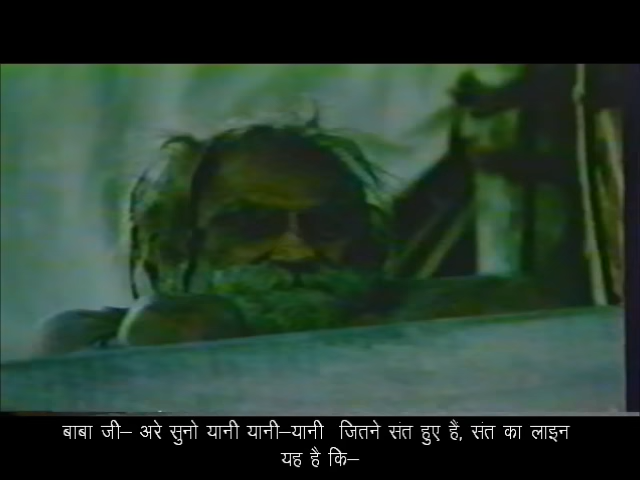 बाबा जी– अरे सुनो यानी यानी–यानी जितने संत हुए हैं, संत का लाइन
यह है कि–